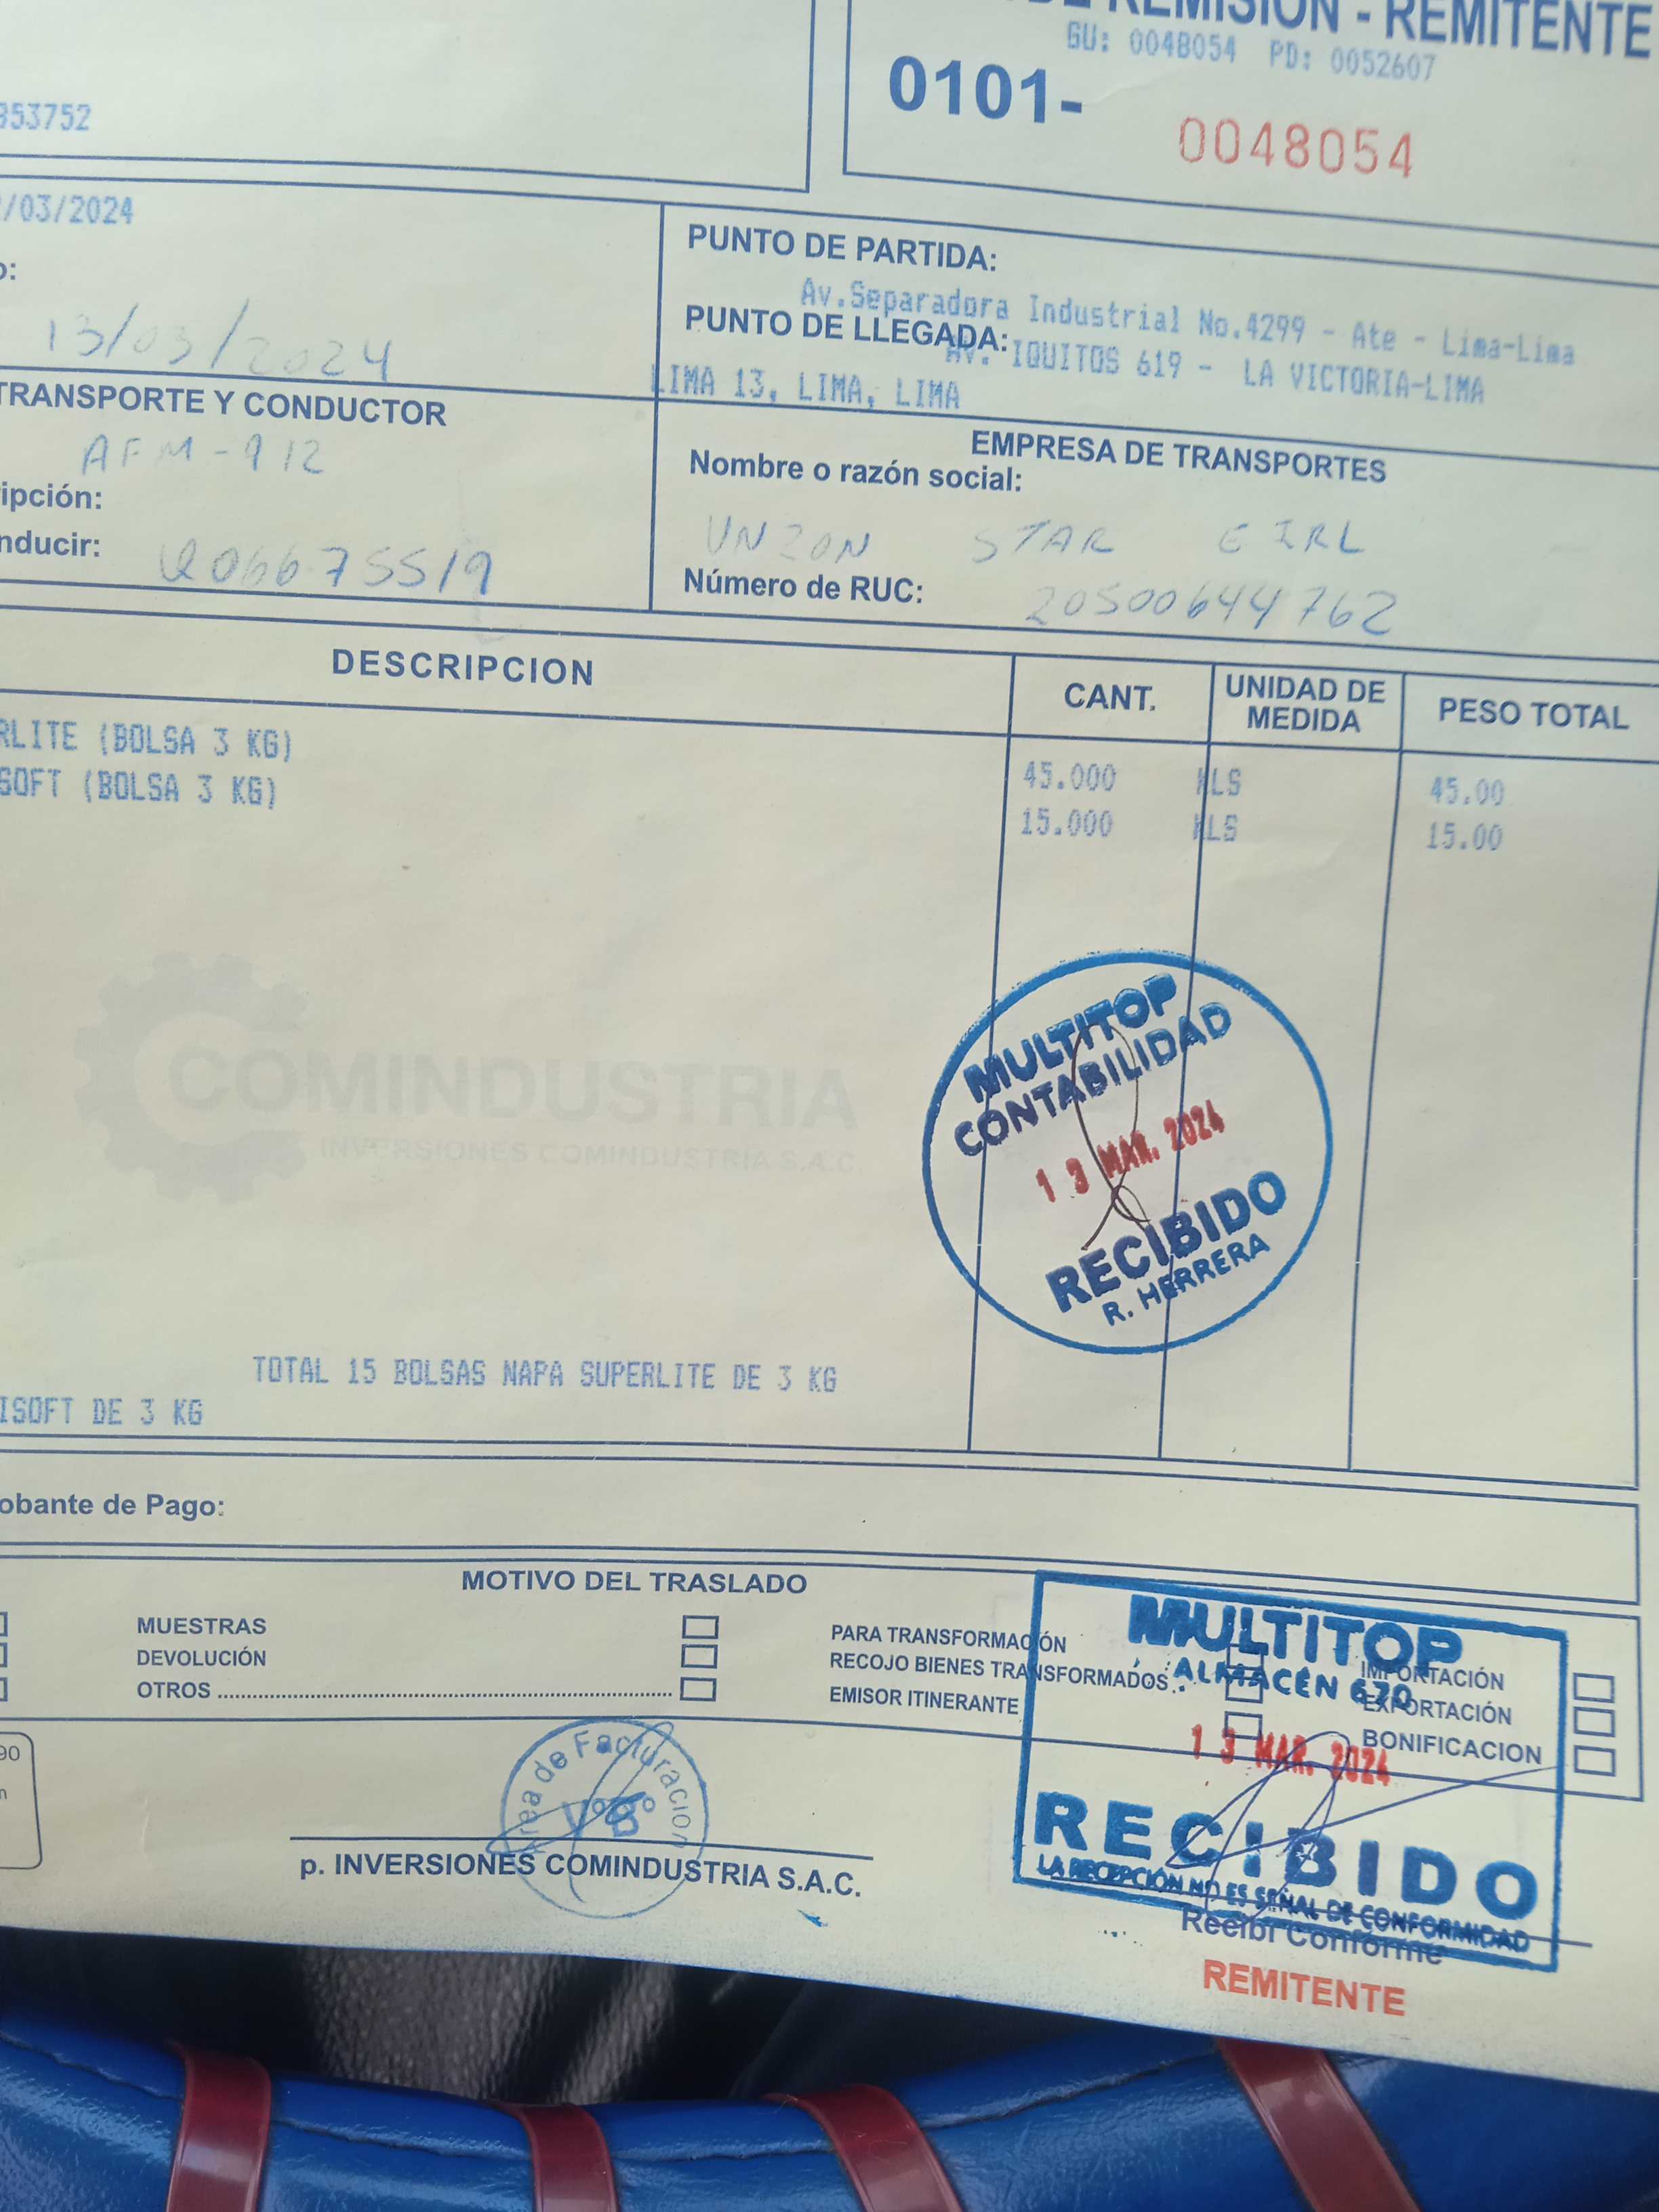 DE REMISIÓN - REMITENTE
GU: 0048054 PD: 0052607
0101-
0048054
353752
/03/2024
o:
13/03/2024
PUNTO DE PARTIDA:
Av.Separadora Industrial No.4299 - Ate - Lima-Lima
PUNTO DE LLEGADA:
AV. IQUITOS 619 - LA VICTORIA-LIMA
LIMA 13, LIMA, LIMA
TRANSPORTE Y CONDUCTOR
AFM-912
ipción:
nducir:
Q06675519
EMPRESA DE TRANSPORTES
Nombre o razón social:
UNZON STAR EIRL
Número de RUC:
20500644762
DESCRIPCION
CANT.
UNIDAD DE
MEDIDA
PESO TOTAL
RLITE (BOLSA 3 KG)
45.000 KLS 45.00
SOFT (BOLSA 3 KG)
15.000 KLS 15.00
COMINDUSTRIA
INVERSIONES COMINDUSTRIA S.A.C.
MULTITOP
CONTABILIDAD
13 MAR. 2024
RECIBIDO
R. HERRERA
TOTAL 15 BOLSAS NAPA SUPERLITE DE 3 KG
ISOFT DE 3 KG
obante de Pago:
MOTIVO DEL TRASLADO
MUESTRAS
DEVOLUCIÓN
OTROS
PARA TRANSFORMACIÓN
RECOJO BIENES TRANSFORMADOS
EMISOR ITINERANTE
IMPORTACIÓN
EXPORTACIÓN
BONIFICACION
MULTITOP
ALMACÉN 670
13 MAR. 2024
RECIBIDO
LA RECEPCIÓN NO ES SEÑAL DE CONFORMIDAD
90
n
Area de Facturacion
V°B°
p. INVERSIONES COMINDUSTRIA S.A.C.
Recibí Conforme
REMITENTE